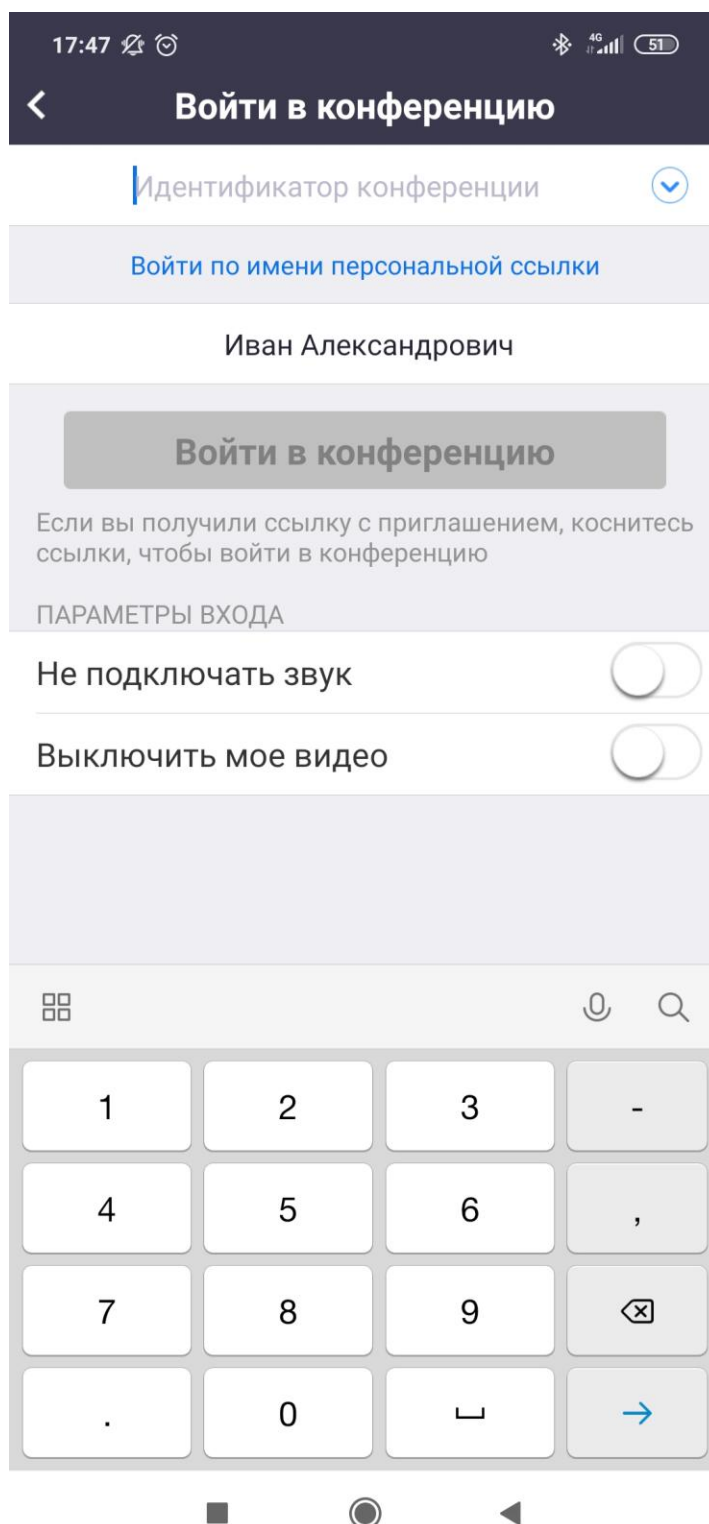 17:47 4G 51
Войти в конференцию
Идентификатор конференции
Войти по имени персональной ссылки
Иван Александрович
Войти в конференцию
Если вы получили ссылку с приглашением, коснитесь
ссылки, чтобы войти в конференцию
ПАРАМЕТРЫ ВХОДА
Не подключать звук
Выключить мое видео
1 2 3 -
4 5 6 ,
7 8 9
. 0